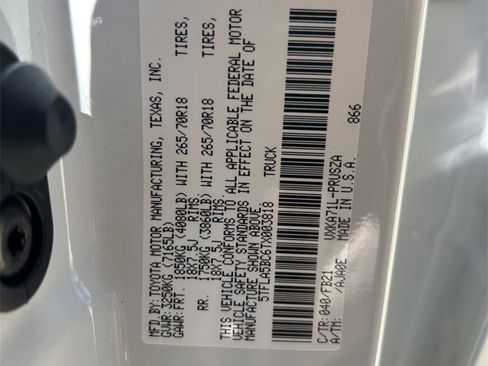 MFD.BY: TOYOTA MOTOR MANUFACTURING, TEXAS, INC.
GVWR: 3250KG (7165LB)
GAWR: FRT. 1850KG (4080LB) WITH 265/70R18 TIRES,
18X7.5J RIMS
RR. 1750KG (3860LB) WITH 265/70R18 TIRES,
18X7.5J RIMS
THIS VEHICLE CONFORMS TO ALL APPLICABLE FEDERAL MOTOR
VEHICLE SAFETY STANDARDS IN EFFECT ON THE DATE OF
MANUFACTURE SHOWN ABOVE.
5TFLA5BC6TX003818 TRUCK
C/TR: 040/FB21 VXKA71L-PRUSZA 866
A/TM: /AA0E MADE IN U.S.A.